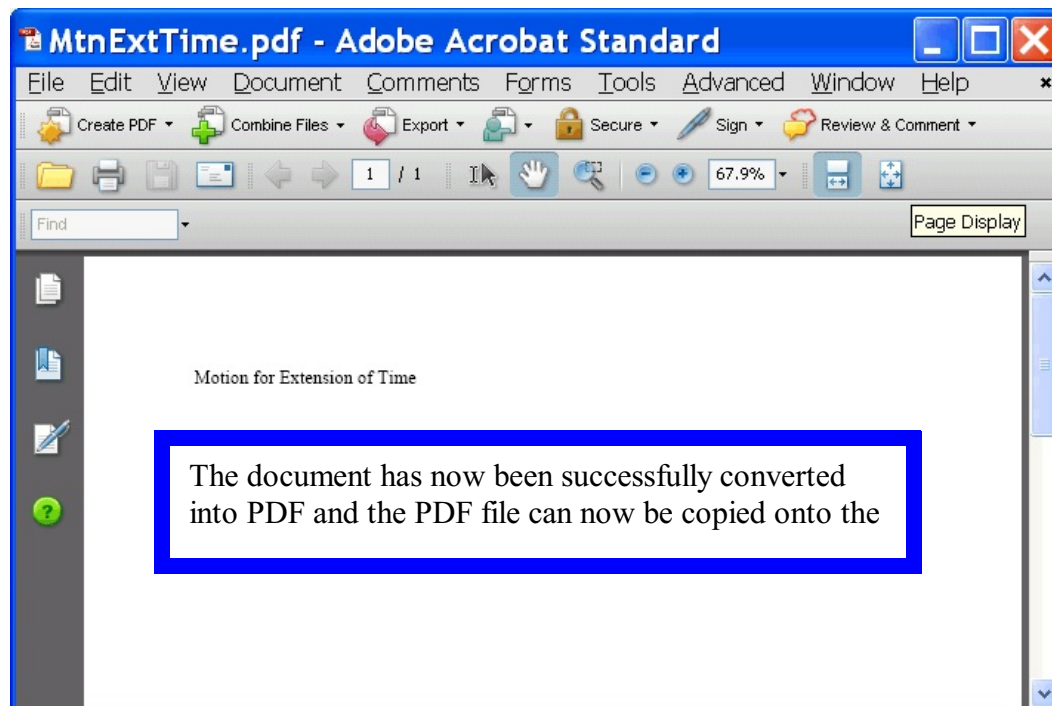 MtnExtTime.pdf - Adobe Acrobat Standard
File Edit View Document Comments Forms Tools Advanced Window Help
Create PDF Combine Files Export Secure Sign Review & Comment
1 / 1 67.9%
Find
Page Display
Motion for Extension of Time
The document has now been successfully converted
into PDF and the PDF file can now be copied onto the